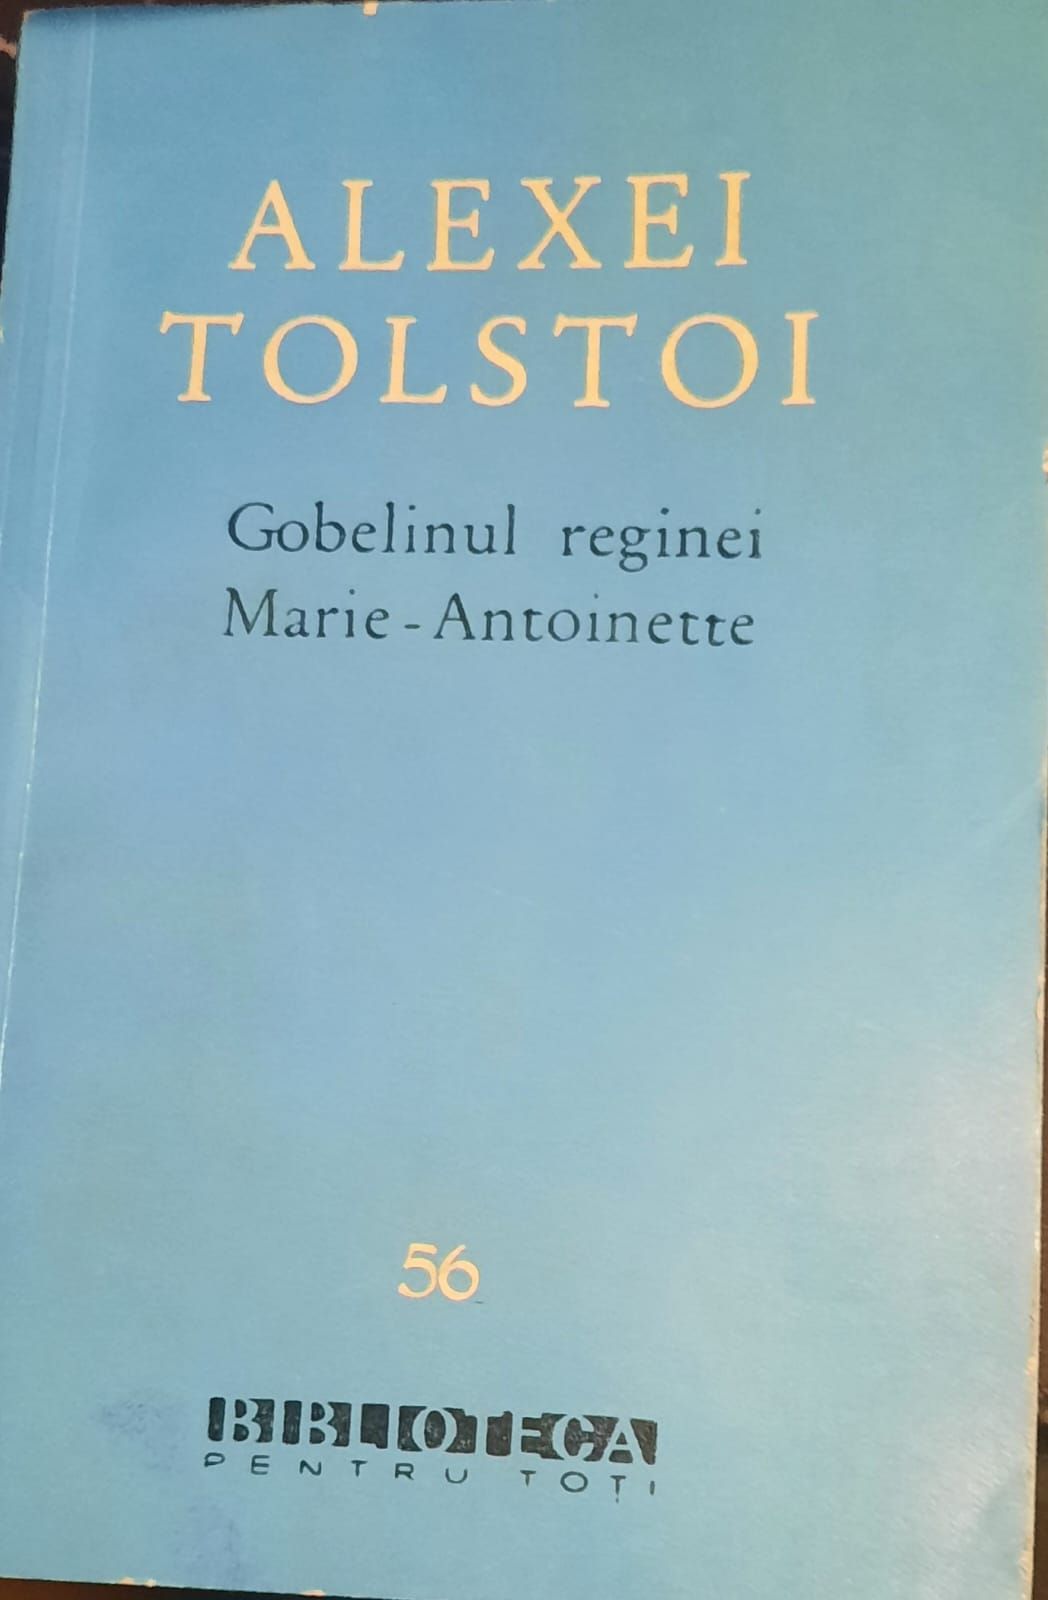 ALEXEI
TOLSTOI
Gobelinul reginei
Marie-Antoinette
56
BIBLIOTECA
PENTRU TOȚI